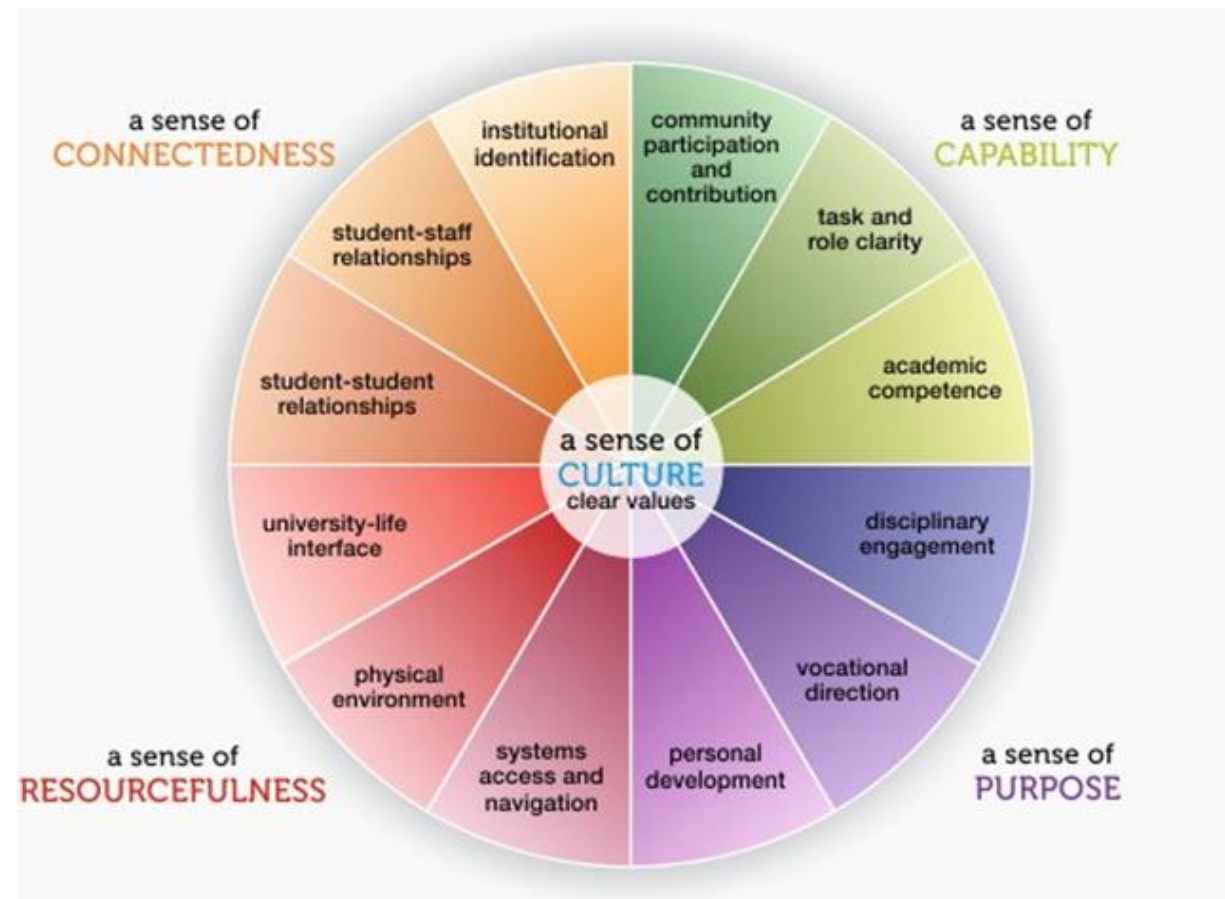 a sense of
CONNECTEDNESS
institutional
identification
student-staff
relationships
student-student
relationships
a sense of
CAPABILITY
community
participation
and
contribution
task and
role clarity
academic
competence
a sense of
CULTURE
clear values
university-life
interface
physical
environment
systems
access and
navigation
a sense of
RESOURCEFULNESS
disciplinary
engagement
vocational
direction
personal
development
a sense of
PURPOSE